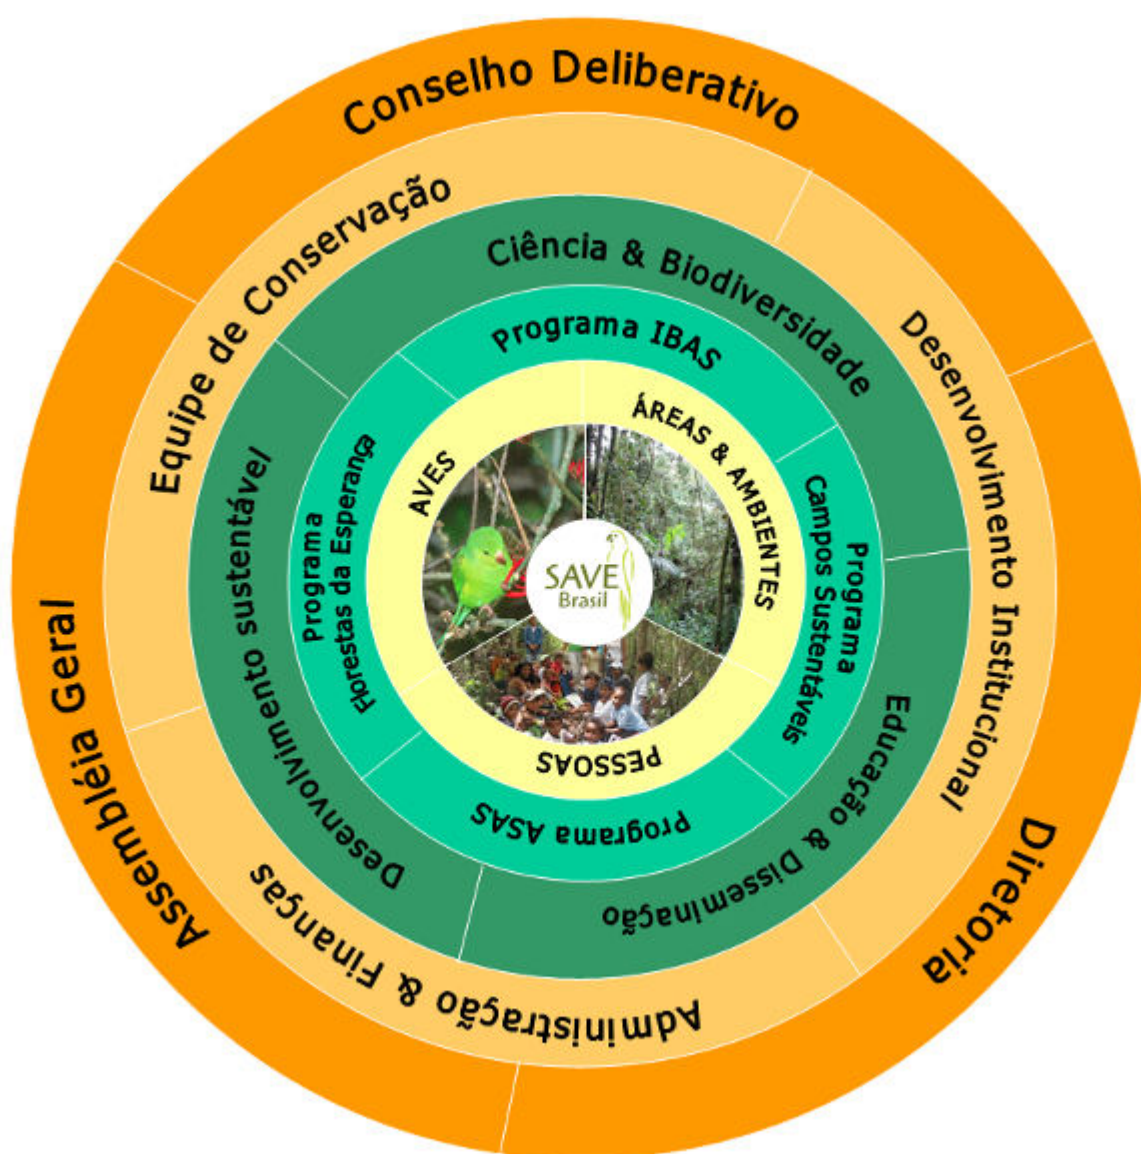 Conselho Deliberativo
Diretoria
Assembléia Geral
Equipe de Conservação
Desenvolvimento Institucional
Administração & Finanças
Ciência & Biodiversidade
Educação & Disseminação
Desenvolvimento sustentável
Programa IBAS
Programa
Campos Sustentáveis
Programa ASAS
Programa
Florestas da Esperança
AVES
ÁREAS & AMBIENTES
PESSOAS
SAVE
Brasil